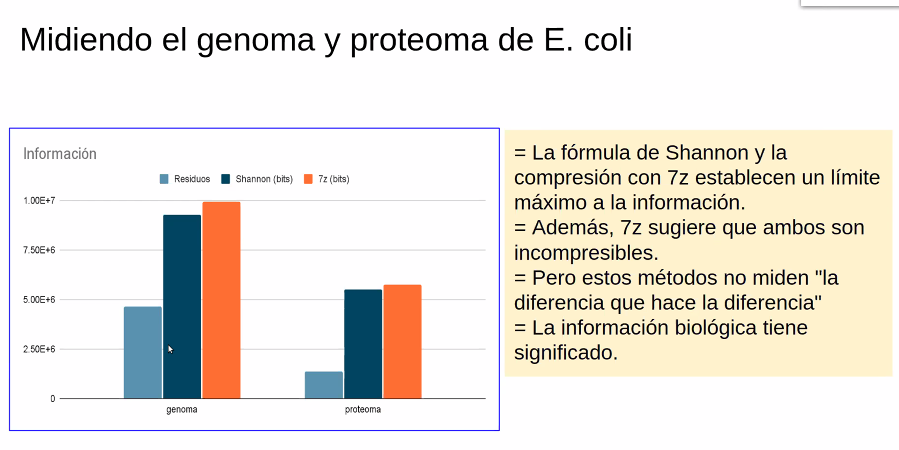 Midiendo el genoma y proteoma de E. coli
Información
Residuos Shannon (bits) 7z (bits)
1.00E+7
7.50E+6
5.00E+6
2.50E+6
0
genoma proteoma
= La fórmula de Shannon y la
compresión con 7z establecen un límite
máximo a la información.
= Además, 7z sugiere que ambos son
incompresibles.
= Pero estos métodos no miden "la
diferencia que hace la diferencia"
= La información biológica tiene
significado.